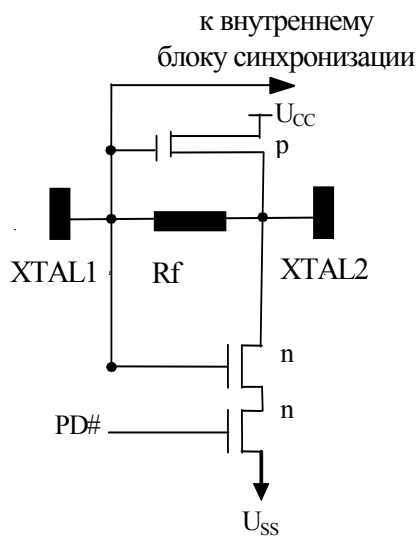 к внутреннему
блоку синхронизации
U_CC
p
XTAL1
Rf
XTAL2
n
n
PD#
U_SS